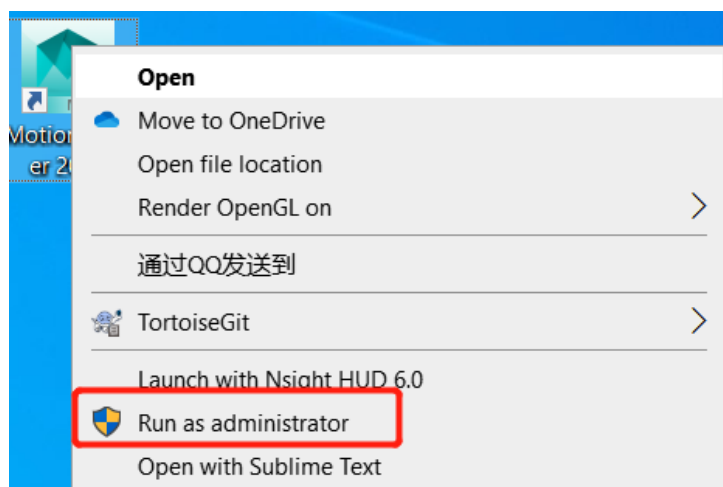 Open
Move to OneDrive
Open file location
Render OpenGL on
通过QQ发送到
TortoiseGit
Launch with Nsight HUD 6.0
Run as administrator
Open with Sublime Text